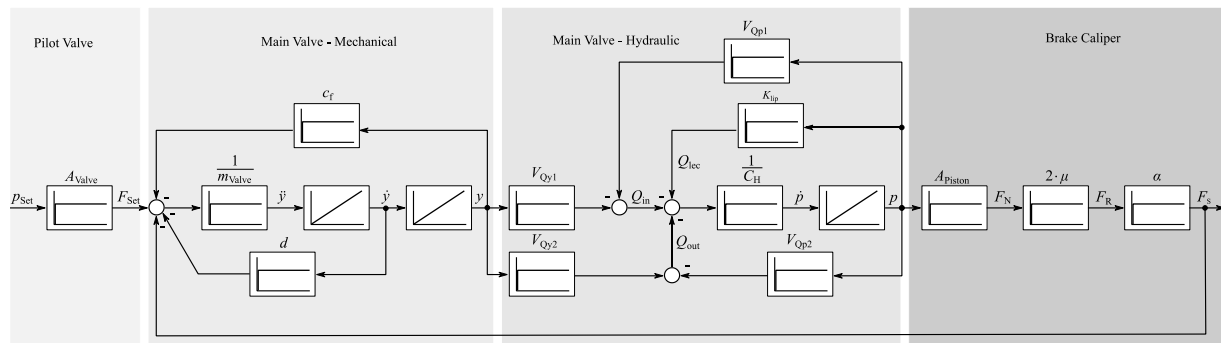 Pilot Valve
Main Valve - Mechanical
Main Valve - Hydraulic
Brake Caliper
V_Qp1
c_f
K_lip
Q_lec
A_Valve
1/m_Valve
V_Qy1
1/C_H
A_Piston
2 · μ
α
p_Set
F_Set
ÿ
ẏ
y
Q_in
ṗ
p
F_N
F_R
F_s
d
V_Qy2
Q_out
V_Qp2
-
-
-
-
-
-
-
-